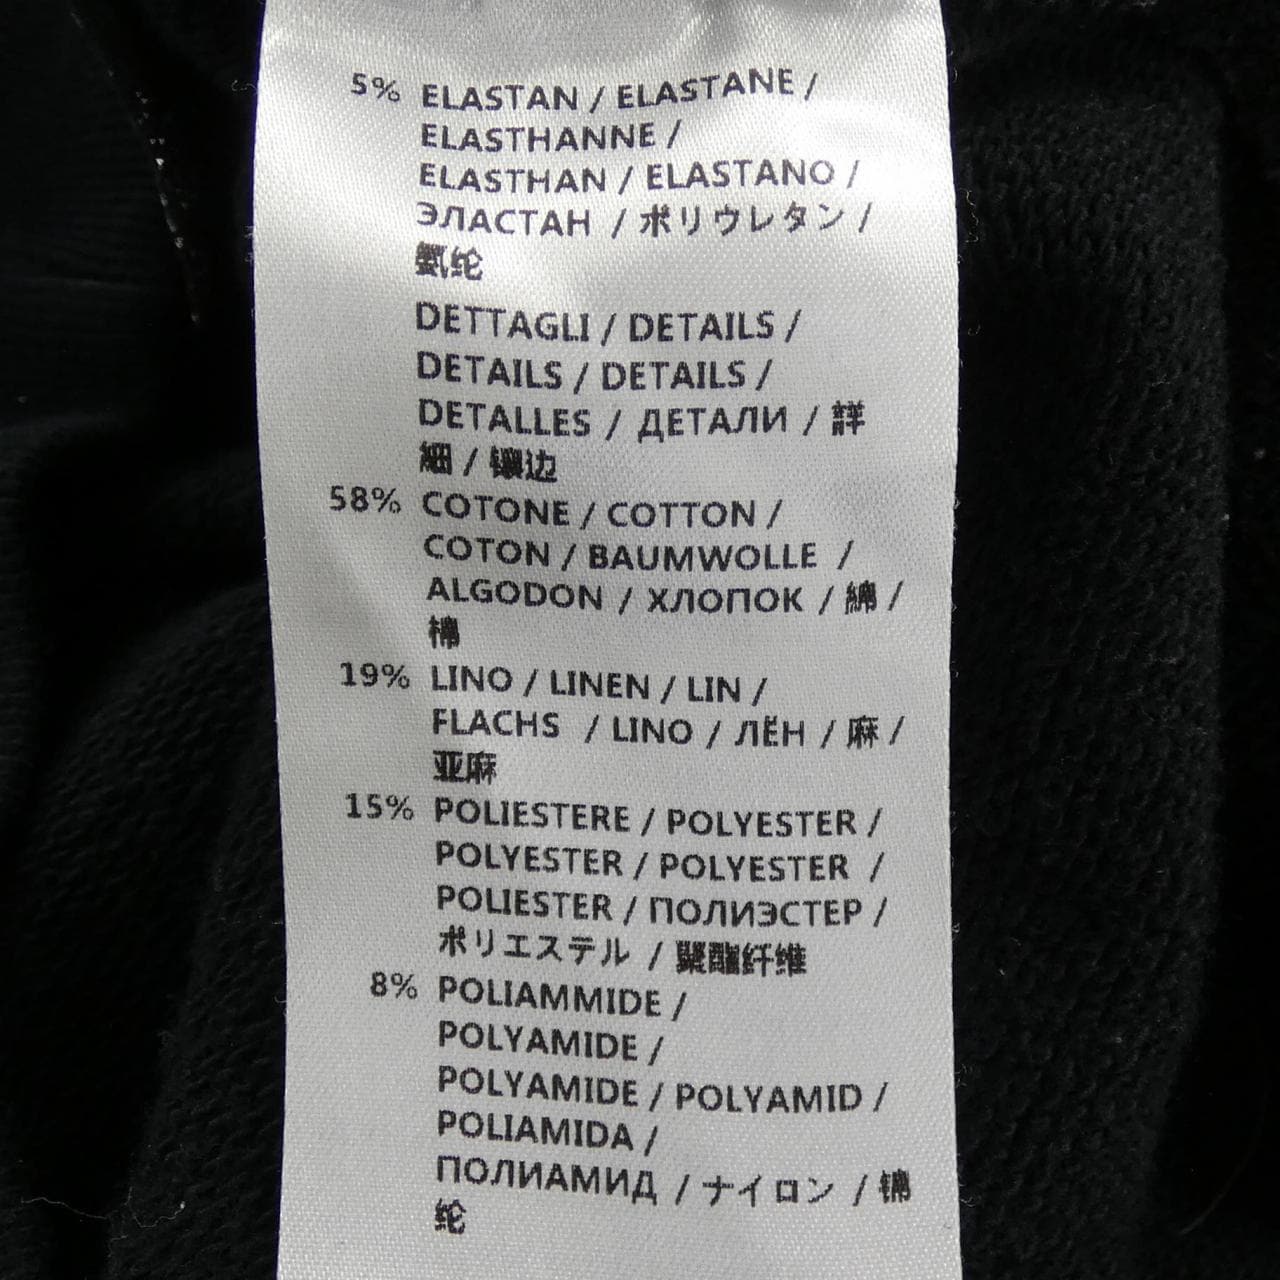 5% ELASTAN / ELASTANE /
ELASTHANNE /
ELASTHAN / ELASTANO /
ЭЛАСТАН / ポリウレタン /
氨纶
DETTAGLI / DETAILS /
DETAILS / DETAILS /
DETALLES / ДЕТАЛИ / 詳
細 / 镶边
58% COTONE / COTTON /
COTON / BAUMWOLLE /
ALGODON / ХЛОПОК / 綿 /
棉
19% LINO / LINEN / LIN /
FLACHS / LINO / ЛЁН / 麻 /
亚麻
15% POLIESTERE / POLYESTER /
POLYESTER / POLYESTER /
POLIESTER / ПОЛИЭСТЕР /
ポリエステル / 聚酯纤维
8% POLIAMMIDE /
POLYAMIDE /
POLYAMIDE / POLYAMID /
POLIAMIDA /
ПОЛИАМИД / ナイロン / 锦
纶